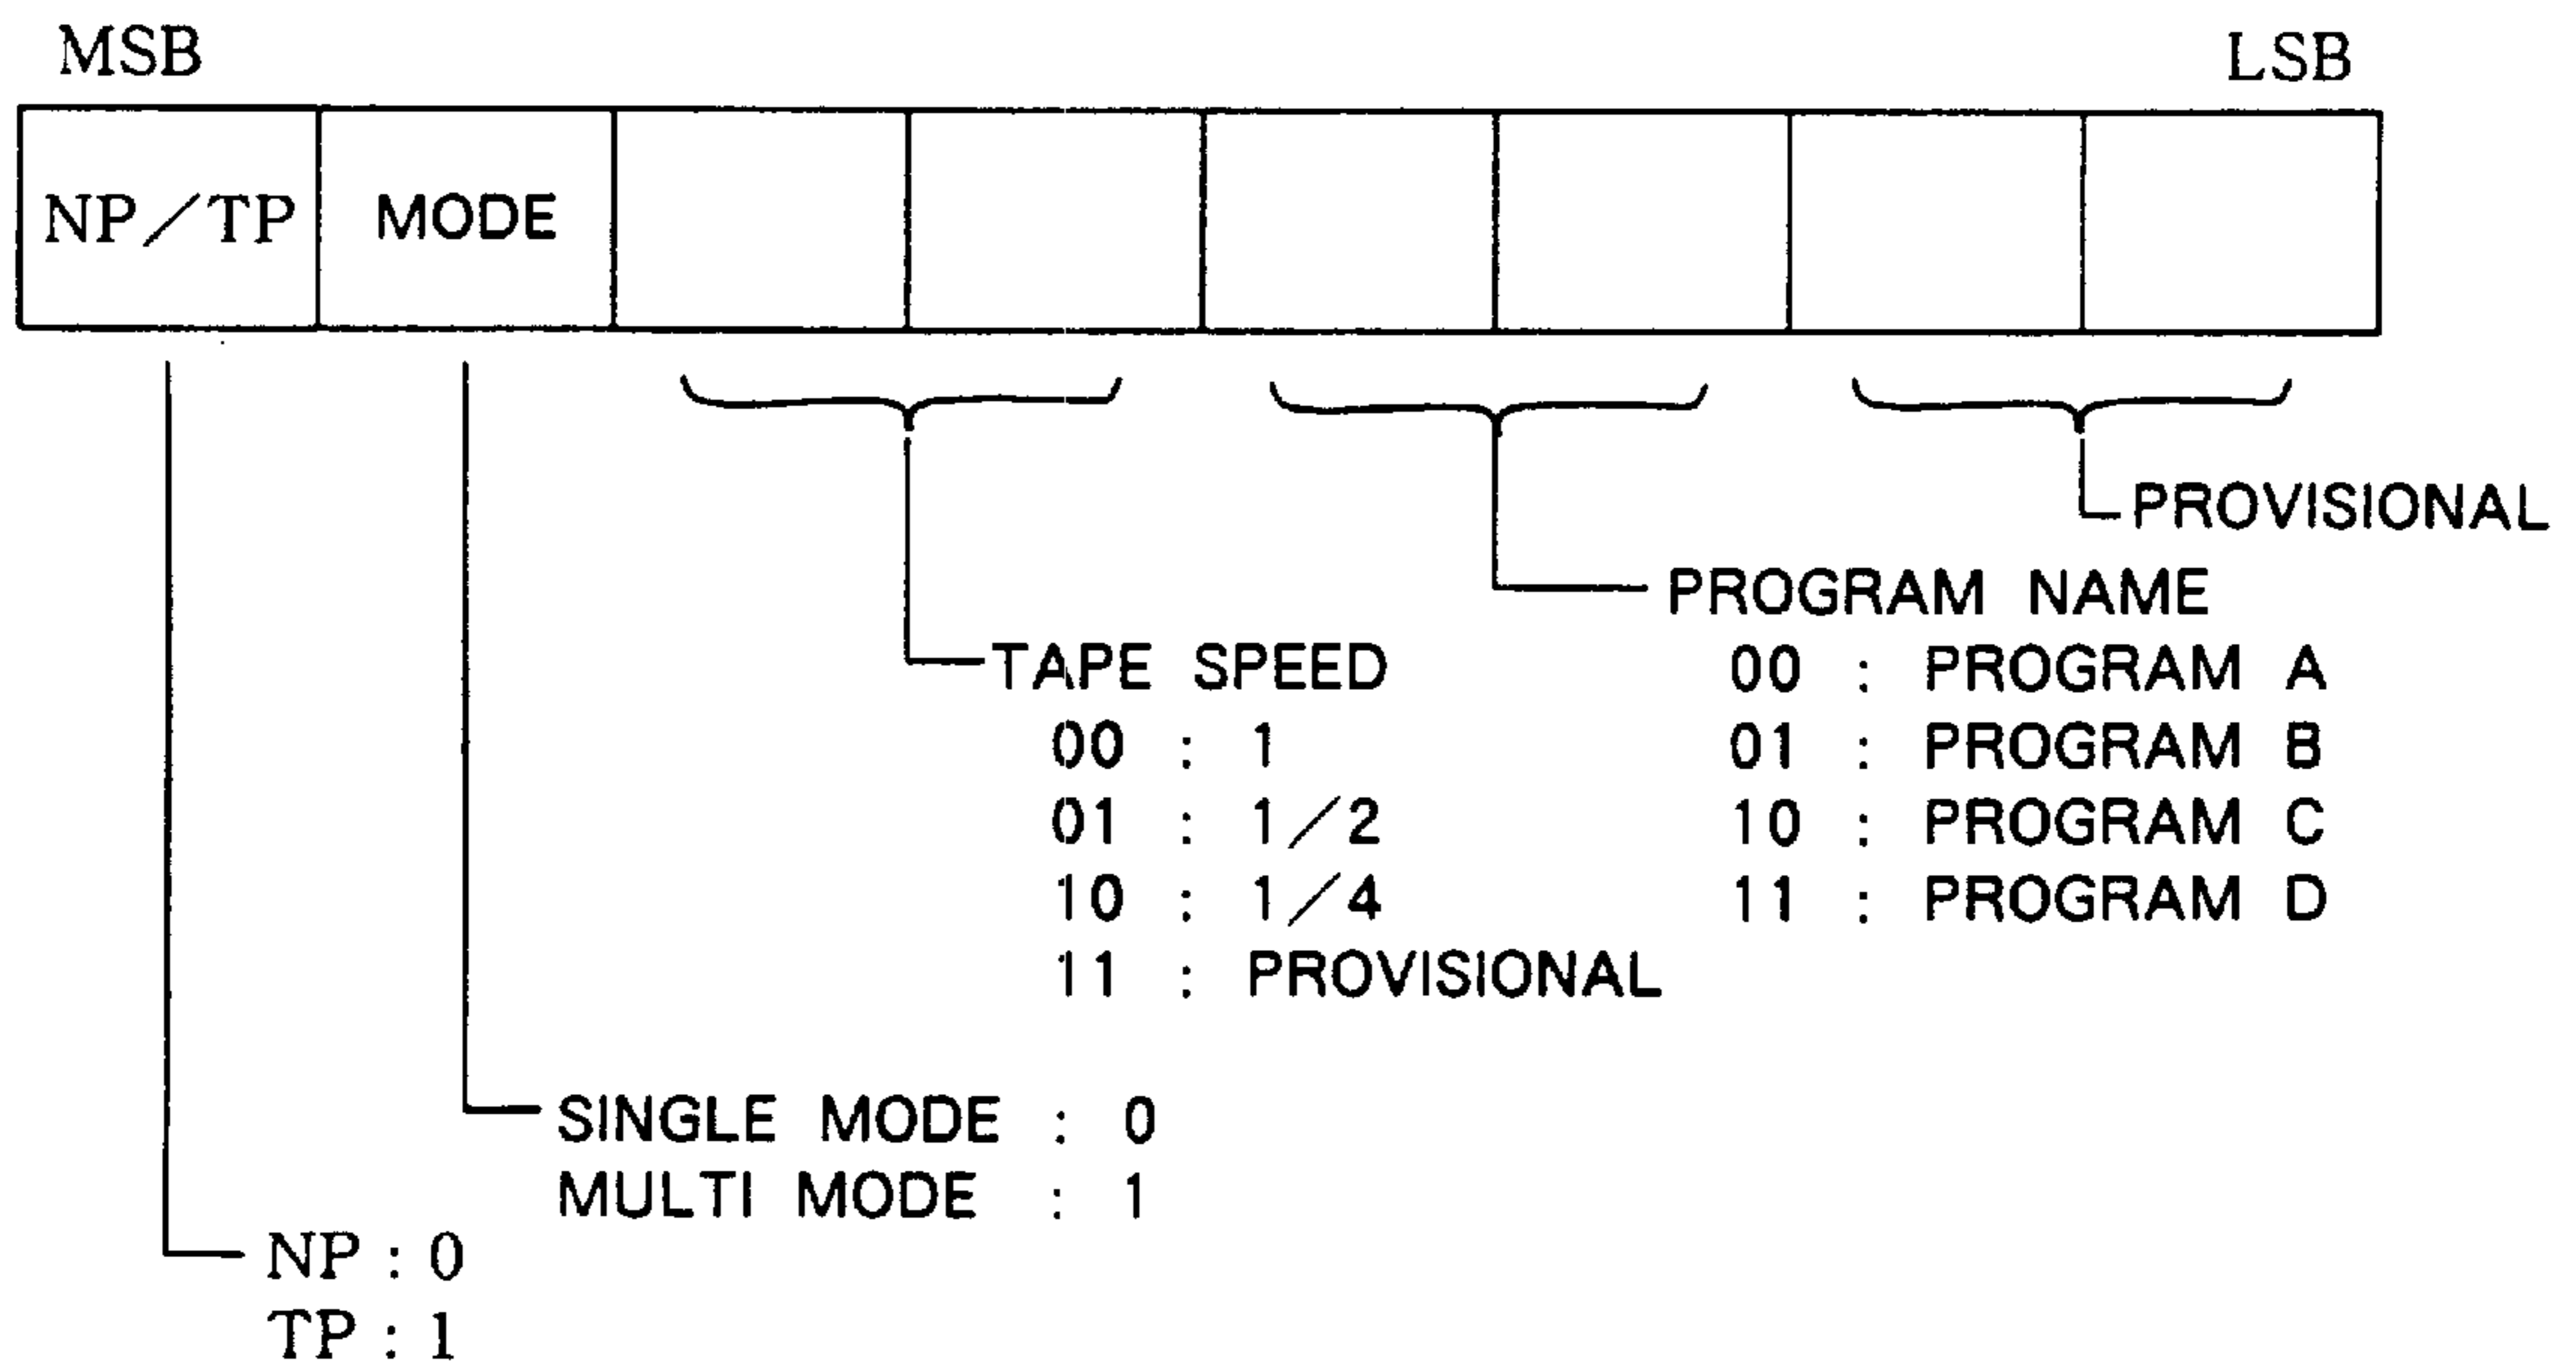 MSB LSB
NP/TP MODE
PROVISIONAL
PROGRAM NAME
00 : PROGRAM A
01 : PROGRAM B
10 : PROGRAM C
11 : PROGRAM D
TAPE SPEED
00 : 1
01 : 1/2
10 : 1/4
11 : PROVISIONAL
SINGLE MODE : 0
MULTI MODE : 1
NP : 0
TP : 1